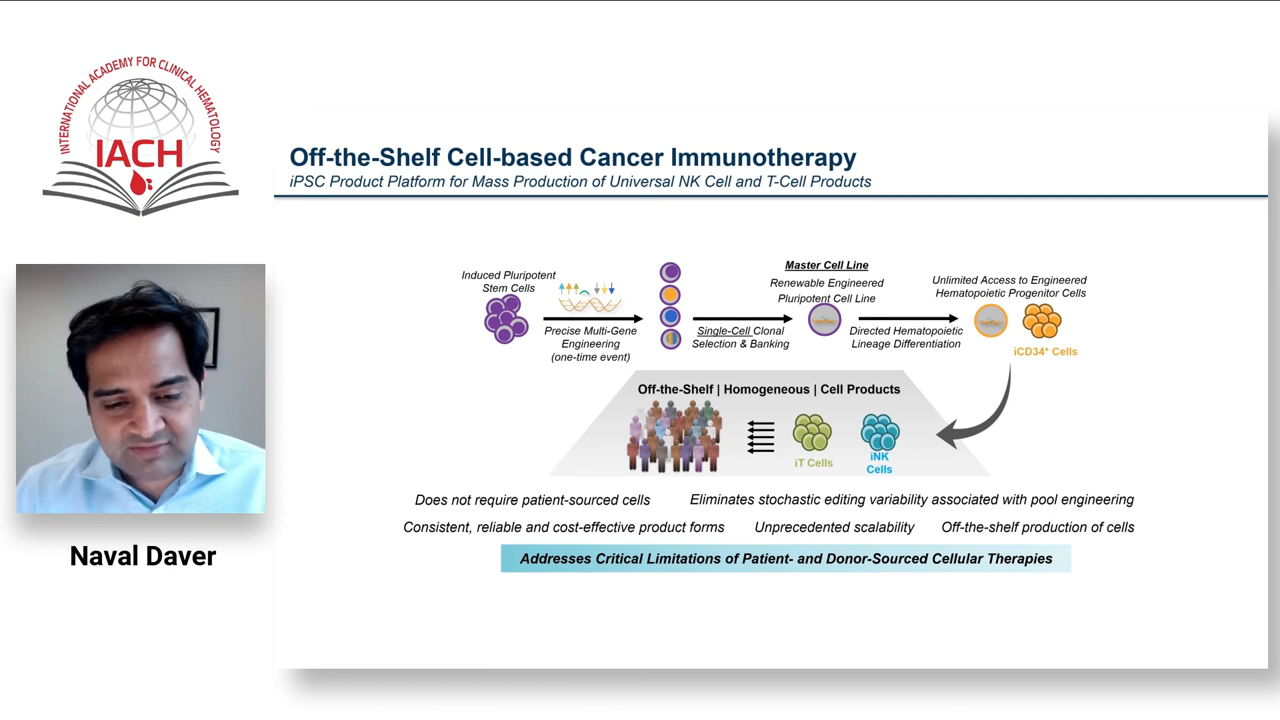 INTERNATIONAL ACADEMY FOR CLINICAL HEMATOLOGY
IACH
Naval Daver
Off-the-Shelf Cell-based Cancer Immunotherapy
iPSC Product Platform for Mass Production of Universal NK Cell and T-Cell Products
Induced Pluripotent
Stem Cells
Precise Multi-Gene
Engineering
(one-time event)
Single-Cell Clonal
Selection & Banking
Master Cell Line
Renewable Engineered
Pluripotent Cell Line
Directed Hematopoietic
Lineage Differentiation
Unlimited Access to Engineered
Hematopoietic Progenitor Cells
iCD34⁺ Cells
Off-the-Shelf | Homogeneous | Cell Products
iT Cells
iNK
Cells
Does not require patient-sourced cells
Eliminates stochastic editing variability associated with pool engineering
Consistent, reliable and cost-effective product forms
Unprecedented scalability
Off-the-shelf production of cells
Addresses Critical Limitations of Patient- and Donor-Sourced Cellular Therapies